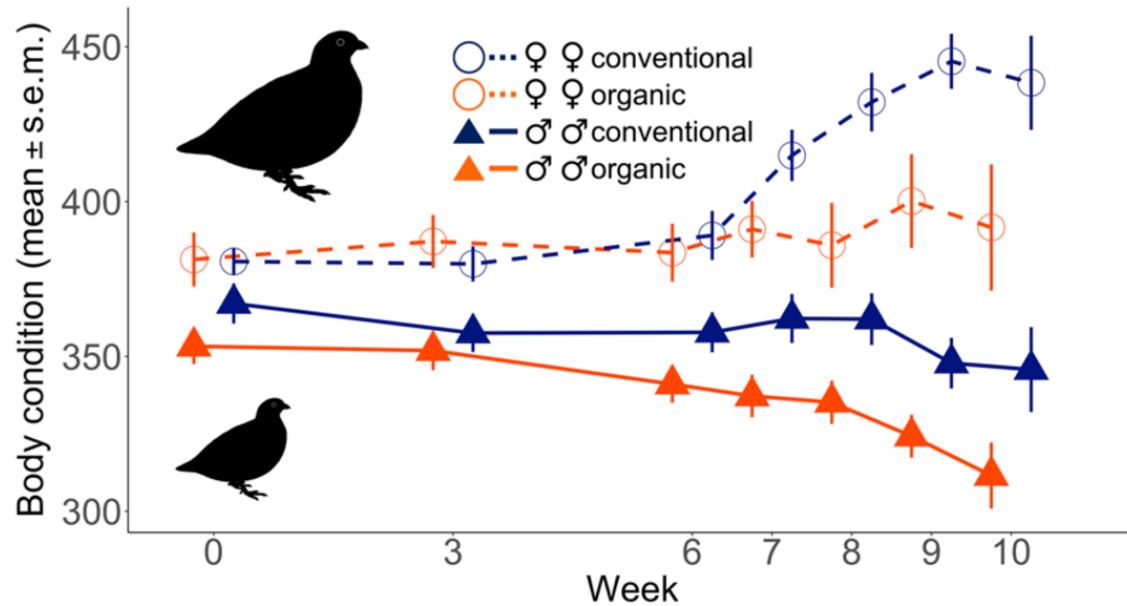 Body condition (mean ± s.e.m.)
450
400
350
300
♀ ♀ conventional
♀ ♀ organic
♂ ♂ conventional
♂ ♂ organic
0 3 6 7 8 9 10
Week